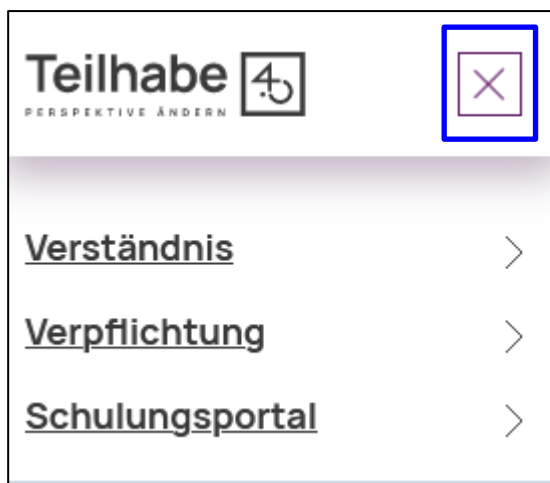 Teilhabe 4.0
PERSPEKTIVE ÄNDERN
Verständnis
Verpflichtung
Schulungsportal